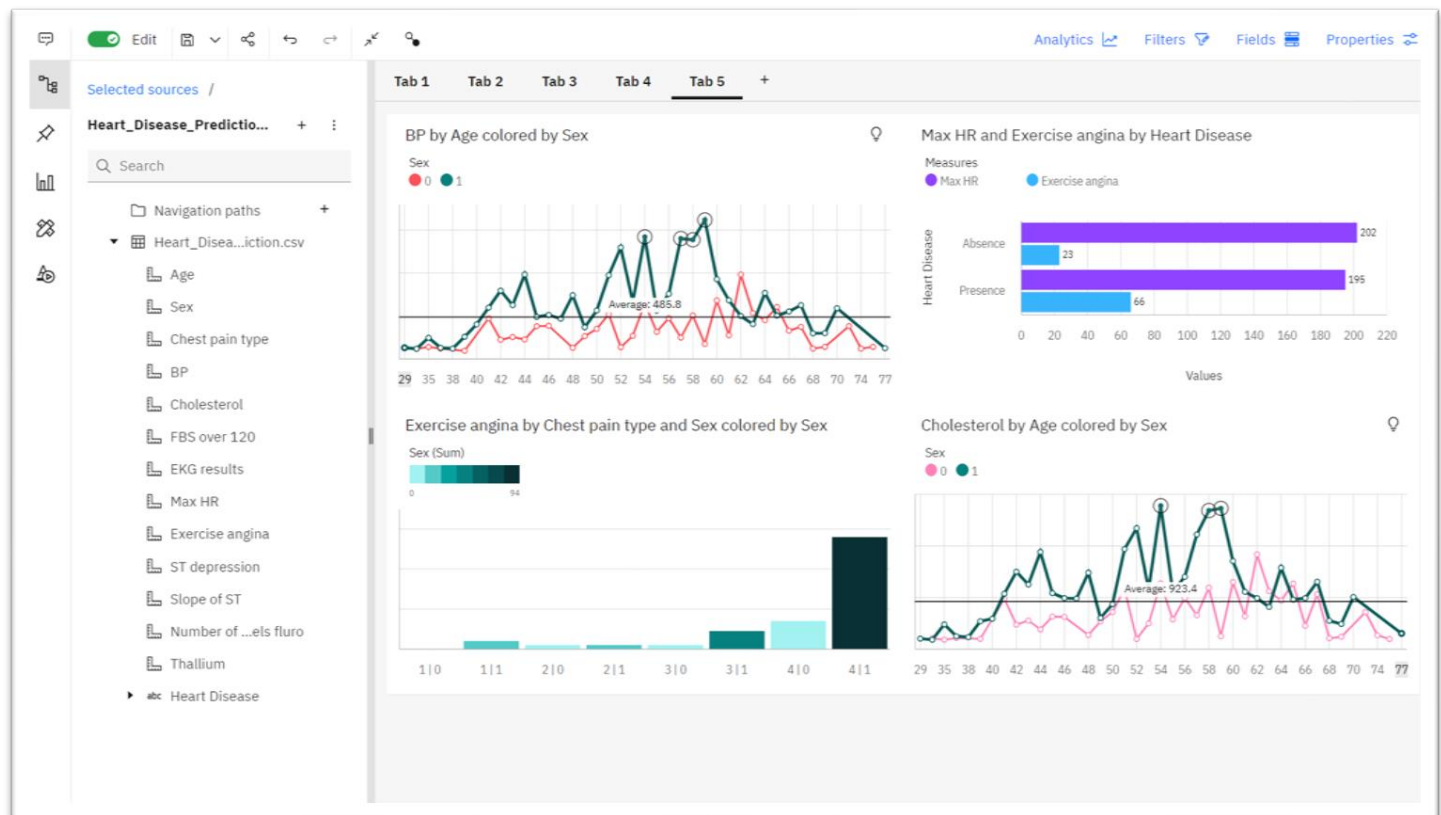 Edit
Analytics Filters Fields Properties
Selected sources /
Heart_Disease_Predictio... + ⋮
Search
Navigation paths +
Heart_Disea...iction.csv
Age
Sex
Chest pain type
BP
Cholesterol
FBS over 120
EKG results
Max HR
Exercise angina
ST depression
Slope of ST
Number of ...els fluro
Thallium
abc Heart Disease
Tab 1 Tab 2 Tab 3 Tab 4 Tab 5 +
BP by Age colored by Sex
Sex
0 1
Average: 485.8
29 35 38 40 42 44 46 48 50 52 54 56 58 60 62 64 66 68 70 74 77
Max HR and Exercise angina by Heart Disease
Measures
Max HR Exercise angina
Heart Disease
Absence
202
23
Presence
195
66
0 20 40 60 80 100 120 140 160 180 200 220
Values
Exercise angina by Chest pain type and Sex colored by Sex
Sex (Sum)
0 94
1|0 1|1 2|0 2|1 3|0 3|1 4|0 4|1
Cholesterol by Age colored by Sex
Sex
0 1
Average: 923.4
29 35 38 40 42 44 46 48 50 52 54 56 58 60 62 64 66 68 70 74 77